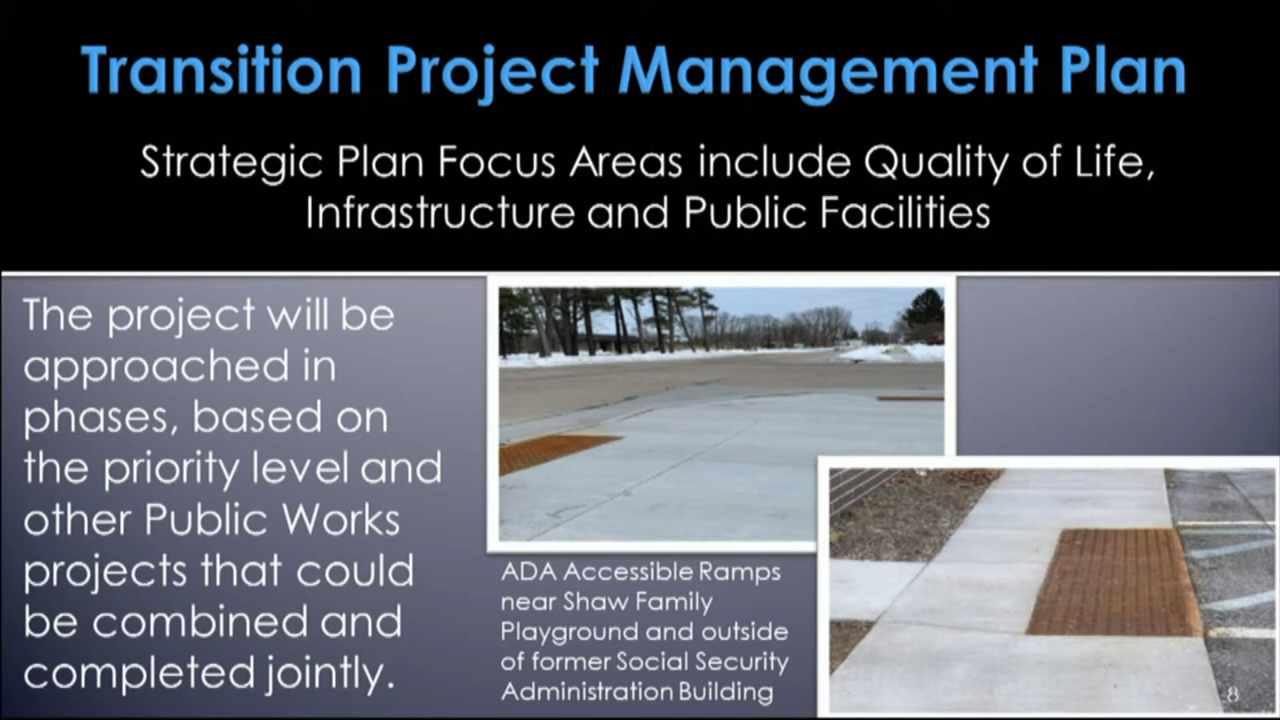 Transition Project Management Plan
Strategic Plan Focus Areas include Quality of Life,
Infrastructure and Public Facilities
The project will be
approached in
phases, based on
the priority level and
other Public Works
projects that could
be combined and
completed jointly.
ADA Accessible Ramps
near Shaw Family
Playground and outside
of former Social Security
Administration Building
8